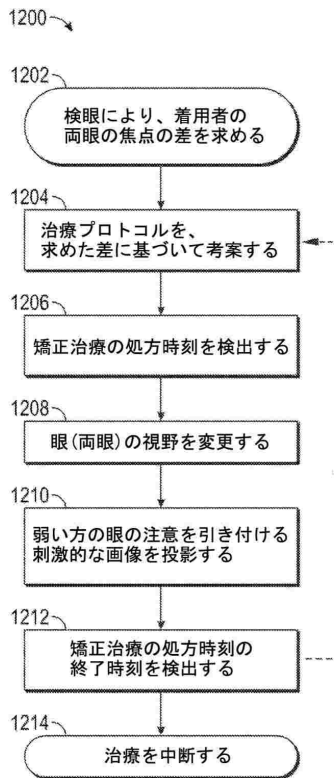 1200
1202
検眼により、着用者の
両眼の焦点の差を求める
1204
治療プロトコルを、
求めた差に基づいて考案する
1206
矯正治療の処方時刻を検出する
1208
眼(両眼)の視野を変更する
1210
弱い方の眼の注意を引き付ける
刺激的な画像を投影する
1212
矯正治療の処方時刻の
終了時刻を検出する
1214
治療を中断する